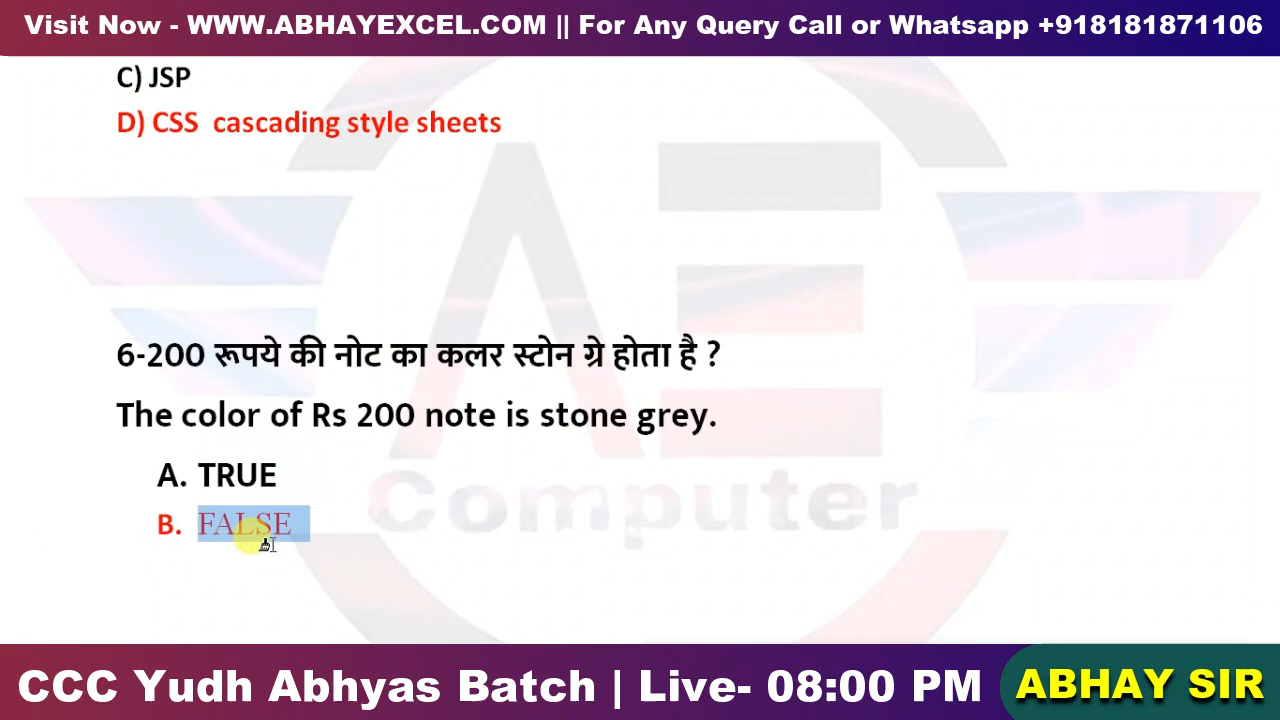 Visit Now - WWW.ABHAYEXCEL.COM || For Any Query Call or Whatsapp +918181871106
C) JSP
D) CSS cascading style sheets
AE
6-200 रूपये की नोट का कलर स्टोन ग्रे होता है ?
The color of Rs 200 note is stone grey.
A. TRUE
Computer
B. FALSE
CCC Yudh Abhyas Batch | Live- 08:00 PM
ABHAY SIR